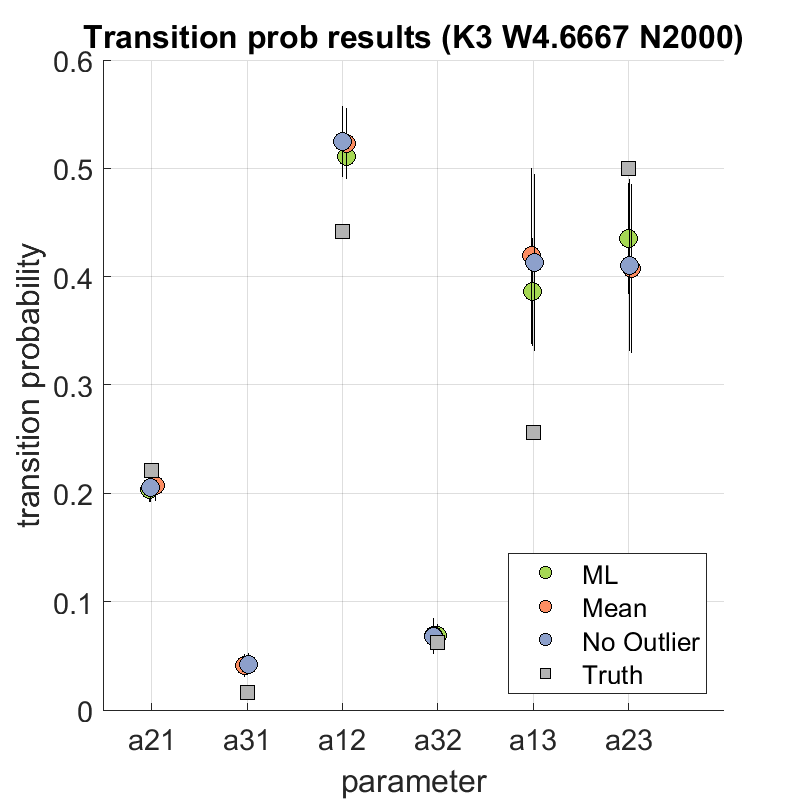 Transition prob results (K3 W4.6667 N2000)
0.6
0.5
0.4
0.3
0.2
0.1
0
transition probability
ML
Mean
No Outlier
Truth
a21 a31 a12 a32 a13 a23
parameter